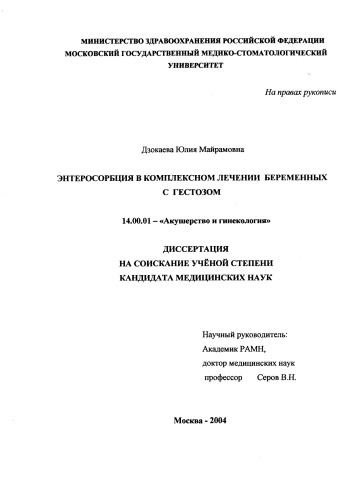 МИНИСТЕРСТВО ЗДРАВООХРАНЕНИЯ РОССИЙСКОЙ ФЕДЕРАЦИИ
МОСКОВСКИЙ ГОСУДАРСТВЕННЫЙ МЕДИКО-СТОМАТОЛОГИЧЕСКИЙ
УНИВЕРСИТЕТ
На правах рукописи
Дзокаева Юлия Майрамовна
ЭНТЕРОСОРБЦИЯ В КОМПЛЕКСНОМ ЛЕЧЕНИИ БЕРЕМЕННЫХ
С ГЕСТОЗОМ
14.00.01 – «Акушерство и гинекология»
ДИССЕРТАЦИЯ
НА СОИСКАНИЕ УЧЁНОЙ СТЕПЕНИ
КАНДИДАТА МЕДИЦИНСКИХ НАУК
Научный руководитель:
Академик РАМН,
доктор медицинских наук
профессор Серов В.Н.
Москва - 2004